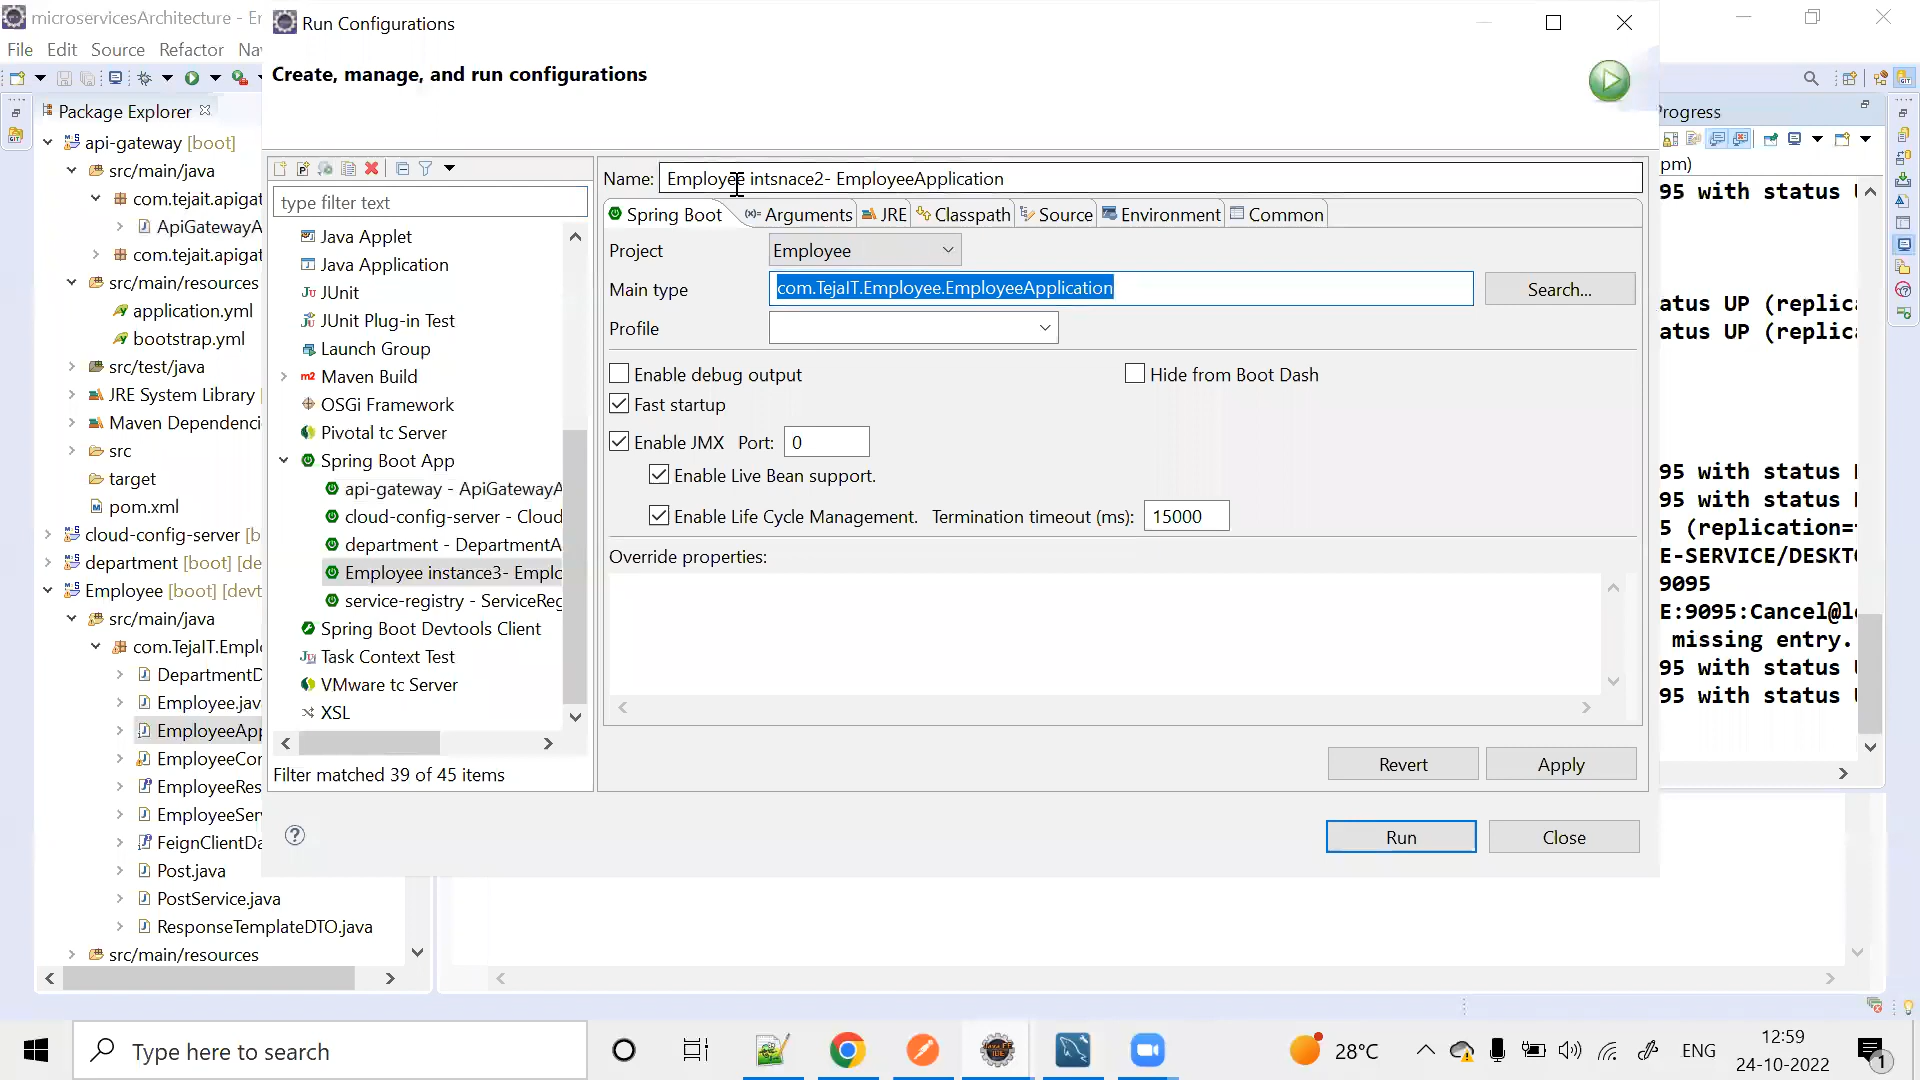 microservicesArchitecture - Er
Run Configurations
File Edit Source Refactor Nav
Create, manage, and run configurations
Package Explorer
Progress
api-gateway [boot]
src/main/java
com.tejait.apigat
ApiGatewayA
com.tejait.apigat
src/main/resources
application.yml
bootstrap.yml
src/test/java
JRE System Library
Maven Dependenci
src
target
pom.xml
cloud-config-server [b
department [boot] [de
Employee [boot] [devt
src/main/java
com.TejaIT.Emplo
DepartmentD
Employee.java
EmployeeApp
EmployeeCor
EmployeeRes
EmployeeServ
FeignClientDa
Post.java
PostService.java
ResponseTemplateDTO.java
src/main/resources
type filter text
Java Applet
Java Application
JUnit
JUnit Plug-in Test
Launch Group
Maven Build
OSGi Framework
Pivotal tc Server
Spring Boot App
api-gateway - ApiGatewayA
cloud-config-server - Cloud
department - DepartmentA
Employee instance3- Emplo
service-registry - ServiceReg
Spring Boot Devtools Client
Task Context Test
VMware tc Server
XSL
Filter matched 39 of 45 items
Name: Employee intsnace2- EmployeeApplication
Spring Boot Arguments JRE Classpath Source Environment Common
Project Employee
Main type com.TejaIT.Employee.EmployeeApplication Search...
Profile
Enable debug output Hide from Boot Dash
Fast startup
Enable JMX Port: 0
Enable Live Bean support.
Enable Life Cycle Management. Termination timeout (ms): 15000
Override properties:
Revert Apply
Run Close
pm)
95 with status
atus UP (replic
atus UP (replic
95 with status
95 with status
5 (replication=
E-SERVICE/DESKTO
9095
E:9095:Cancel@l
missing entry.
95 with status
95 with status
Type here to search
28°C
ENG
12:59
24-10-2022
1